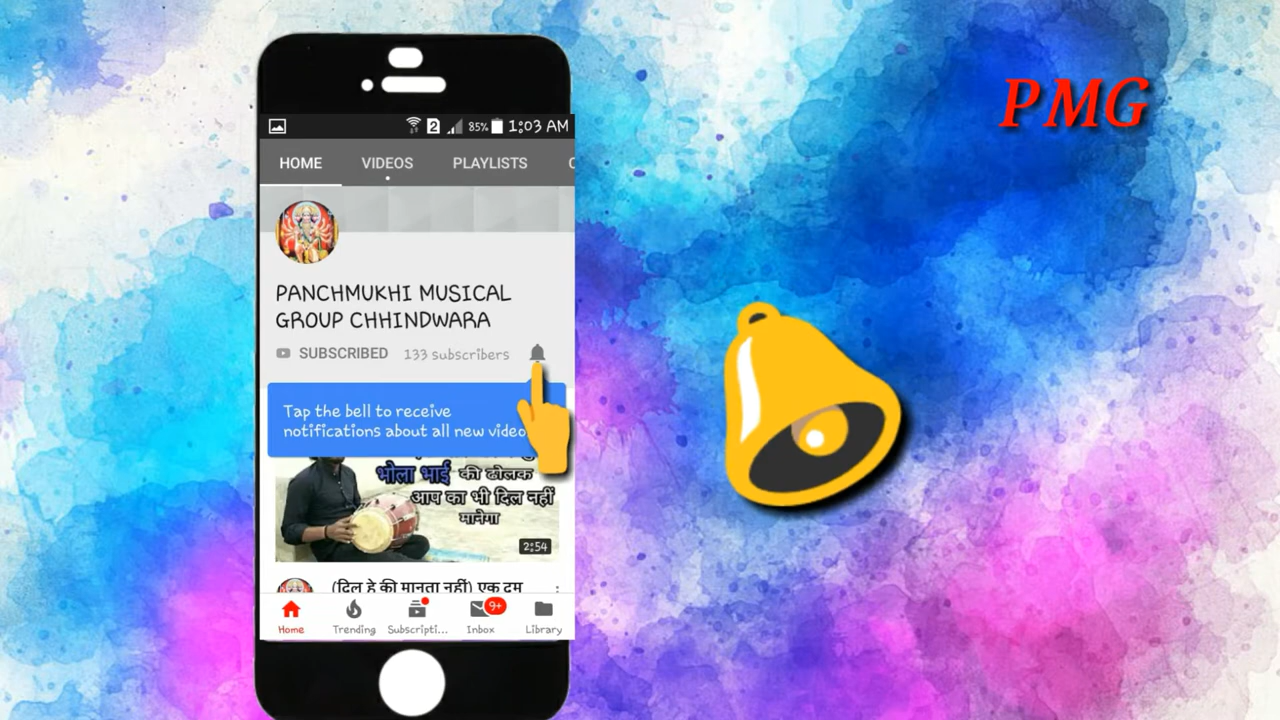 PMG
2 85% 1:03 AM
HOME VIDEOS PLAYLISTS
PANCHMUKHI MUSICAL
GROUP CHHINDWARA
SUBSCRIBED 133 subscribers
Tap the bell to receive
notifications about all new video
भोला भाई की ढोलक
आप का भी दिल नहीं
मानेगा
2:54
(दिल हे की मानता नहीं) एक दम
Home Trending Subscripti... Inbox 9+ Library